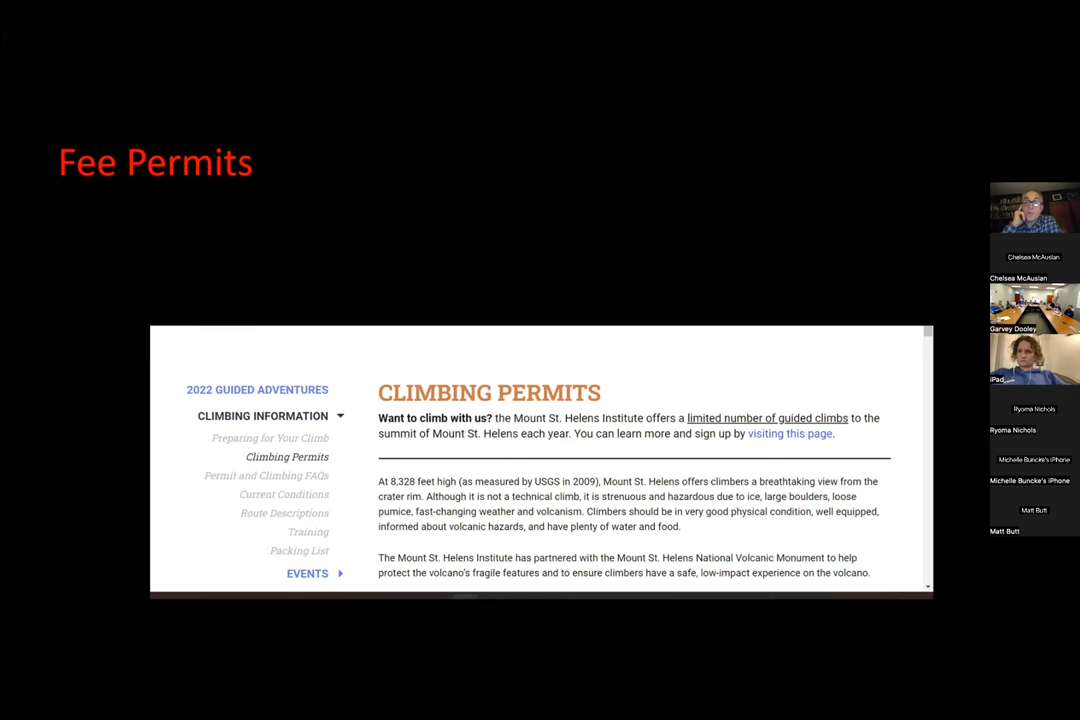 Fee Permits
2022 GUIDED ADVENTURES
CLIMBING INFORMATION
Preparing for Your Climb
Climbing Permits
Permit and Climbing FAQs
Current Conditions
Route Descriptions
Training
Packing List
EVENTS
CLIMBING PERMITS
Want to climb with us? the Mount St. Helens Institute offers a limited number of guided climbs to the
summit of Mount St. Helens each year. You can learn more and sign up by visiting this page.
At 8,328 feet high (as measured by USGS in 2009), Mount St. Helens offers climbers a breathtaking view from the
crater rim. Although it is not a technical climb, it is strenuous and hazardous due to ice, large boulders, loose
pumice, fast-changing weather and volcanism. Climbers should be in very good physical condition, well equipped,
informed about volcanic hazards, and have plenty of water and food.
The Mount St. Helens Institute has partnered with the Mount St. Helens National Volcanic Monument to help
protect the volcano's fragile features and to ensure climbers have a safe, low-impact experience on the volcano.
Chelsea McAuslan
Chelsea McAuslan
Garvey Dooley
iPad
Ryoma Nichols
Ryoma Nichols
Michelle Buncke's iPhone
Michelle Buncke's iPhone
Matt Butt
Matt Butt